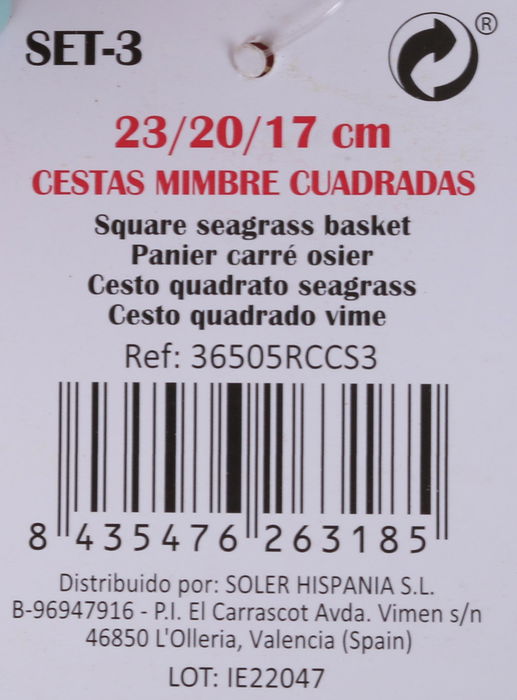 SET-3
®
23/20/17 cm
CESTAS MIMBRE CUADRADAS
Square seagrass basket
Panier carré osier
Cesto quadrato seagrass
Cesto quadrado vime
Ref: 36505RCCS3
8 435476 263185
Distribuido por: SOLER HISPANIA S.L.
B-96947916 - P.I. El Carrascot Avda. Vimen s/n
46850 L'Olleria, Valencia (Spain)
LOT: IE22047